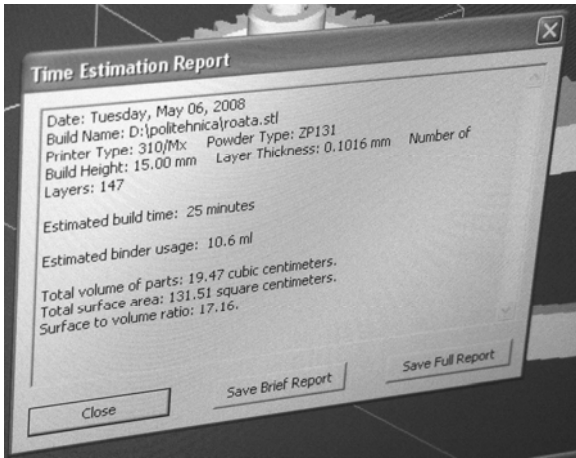 Time Estimation Report
Date: Tuesday, May 06, 2008
Build Name: D:\politehnica\roata.stl
Printer Type: 310/Mx Powder Type: ZP131
Build Height: 15.00 mm Layer Thickness: 0.1016 mm Number of
Layers: 147
Estimated build time: 25 minutes
Estimated binder usage: 10.6 ml
Total volume of parts: 19.47 cubic centimeters.
Total surface area: 131.51 square centimeters.
Surface to volume ratio: 17.16.
Close Save Brief Report Save Full Report